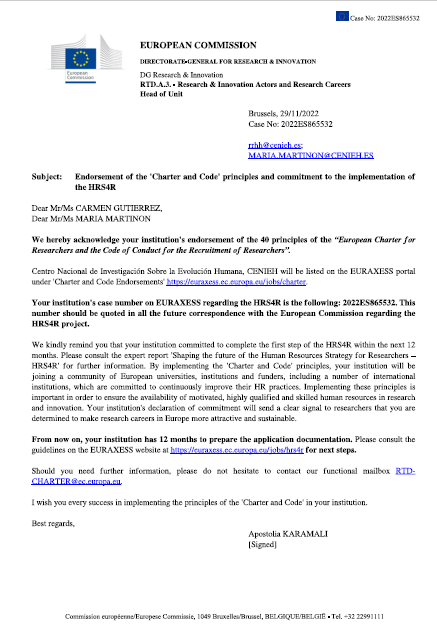 Case No: 2022ES865532
European
Commission
EUROPEAN COMMISSION
DIRECTORATE-GENERAL FOR RESEARCH & INNOVATION
DG Research & Innovation
RTD.A.3. • Research & Innovation Actors and Research Careers
Head of Unit
Brussels, 29/11/2022
Case No: 2022ES865532
rrhh@cenieh.es;
MARIA.MARTINON@CENIEH.ES
Subject: Endorsement of the 'Charter and Code' principles and commitment to the implementation of
the HRS4R
Dear Mr/Ms CARMEN GUTIERREZ,
Dear Mr/Ms MARIA MARTINON
We hereby acknowledge your institution's endorsement of the 40 principles of the "European Charter for
Researchers and the Code of Conduct for the Recruitment of Researchers".
Centro Nacional de Investigación Sobre la Evolución Humana, CENIEH will be listed on the EURAXESS portal
under 'Charter and Code Endorsements' https://euraxess.ec.europa.eu/jobs/charter.
Your institution's case number on EURAXESS regarding the HRS4R is the following: 2022ES865532. This
number should be quoted in all the future correspondence with the European Commission regarding the
HRS4R project.
We kindly remind you that your institution committed to complete the first step of the HRS4R within the next 12
months. Please consult the expert report 'Shaping the future of the Human Resources Strategy for Researchers –
HRS4R' for further information. By implementing the 'Charter and Code' principles, your institution will be
joining a community of European universities, institutions and funders, including a number of international
institutions, which are committed to continuously improve their HR practices. Implementing these principles is
important in order to ensure the availability of motivated, highly qualified and skilled human resources in research
and innovation. Your institution's declaration of commitment will send a clear signal to researchers that you are
determined to make research careers in Europe more attractive and sustainable.
From now on, your institution has 12 months to prepare the application documentation. Please consult the
guidelines on the EURAXESS website at https://euraxess.ec.europa.eu/jobs/hrs4r for next steps.
Should you need further information, please do not hesitate to contact our functional mailbox RTD-
CHARTER@ec.europa.eu.
I wish you every success in implementing the principles of the 'Charter and Code' in your institution.
Best regards,
Apostolia KARAMALI
[Signed]
Commission européenne/Europese Commissie, 1049 Bruxelles/Brussel, BELGIQUE/BELGIË • Tel. +32 22991111